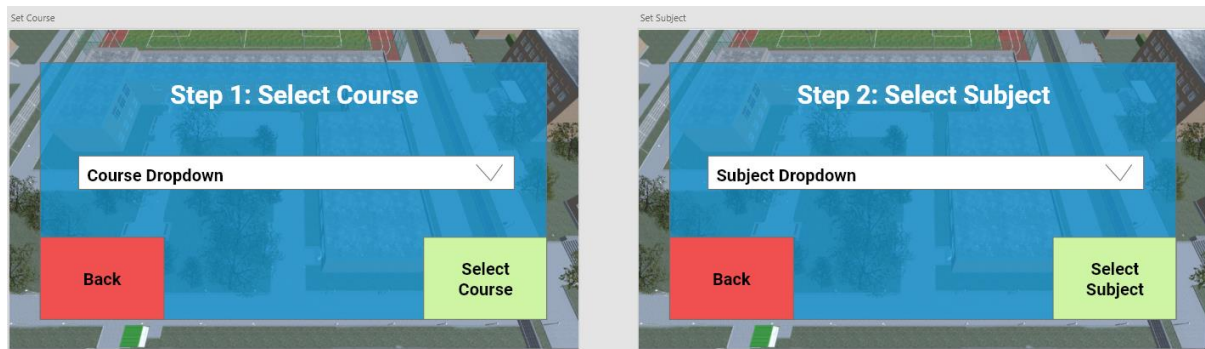 Set Course
Step 1: Select Course
Course Dropdown
Back
Select
Course
Set Subject
Step 2: Select Subject
Subject Dropdown
Back
Select
Subject